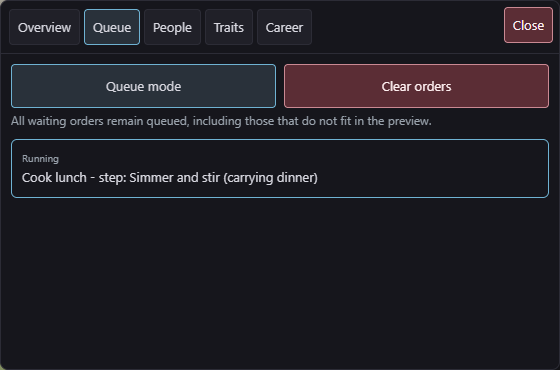 Overview
Queue
People
Traits
Career
Close
Queue mode
Clear orders
All waiting orders remain queued, including those that do not fit in the preview.
Running
Cook lunch - step: Simmer and stir (carrying dinner)